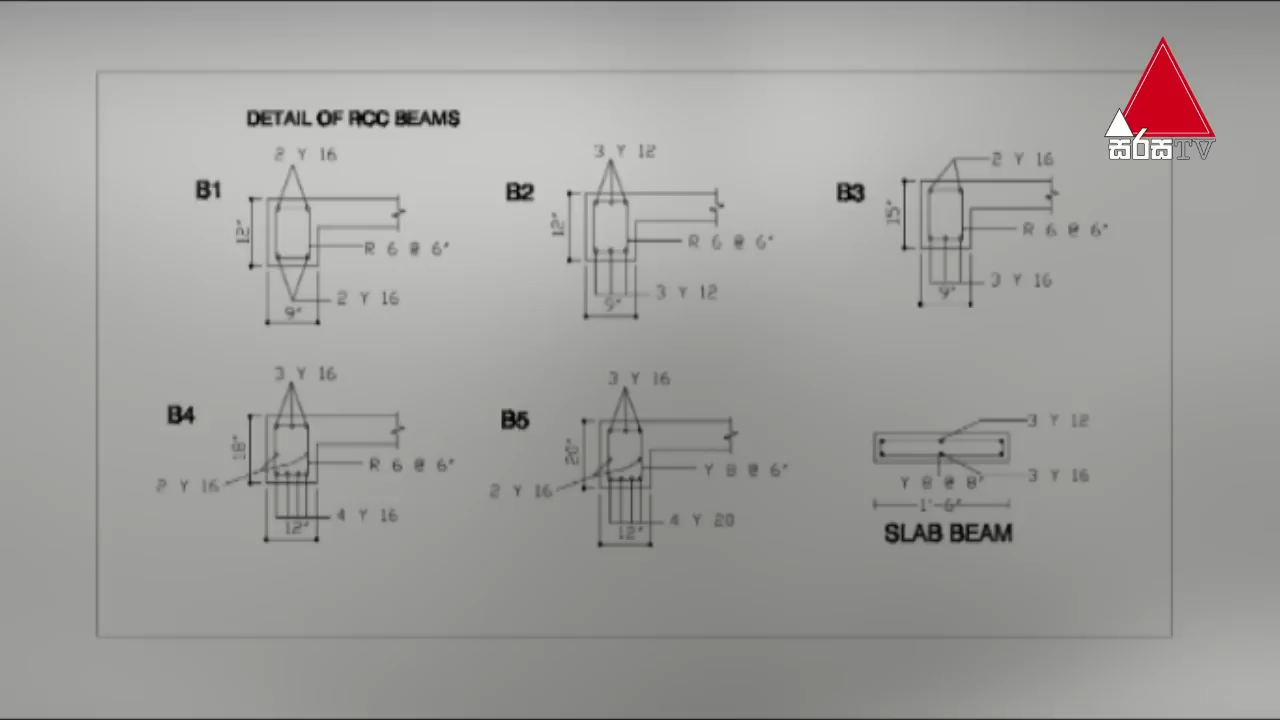 සිරස TV
DETAIL OF RCC BEAMS
B1
2 Y 16
12"
R 6 @ 6"
2 Y 16
9"
B2
3 Y 12
12"
R 6 @ 6"
3 Y 12
9"
B3
2 Y 16
15"
R 6 @ 6"
3 Y 16
9"
B4
3 Y 16
18"
R 6 @ 6"
2 Y 16
4 Y 16
12"
B5
3 Y 16
20"
Y 8 @ 6"
2 Y 16
4 Y 20
12"
3 Y 12
Y 8 @ 8"
3 Y 16
1'-6"
SLAB BEAM